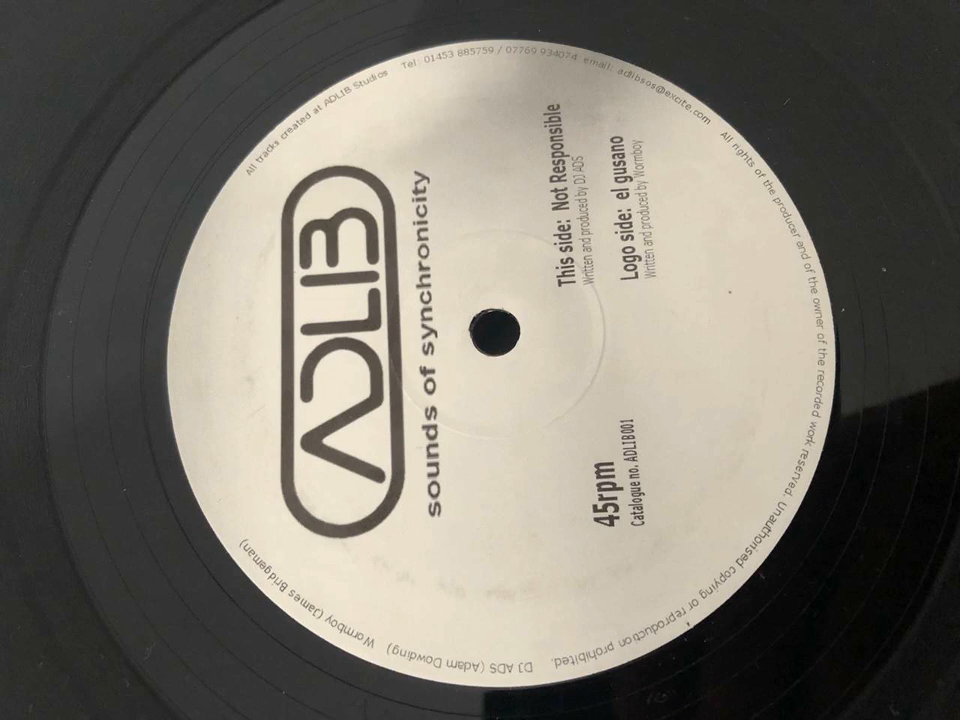 ADLIB
sounds of synchronicity
This side: Not Responsible
Written and produced by DJ ADS
Logo side: el gusano
Written and produced by Wormboy
45rpm
Catalogue no. ADLIB001
All tracks created at ADLIB Studios Tel: 01453 885759 / 07769 934074 email: adlibsos@excite.com All rights of the producer and of the owner of the recorded work reserved. Unauthorised copying or reproduction prohibited.
DJ ADS (Adam Dowding) Wormboy (James Bridgeman)